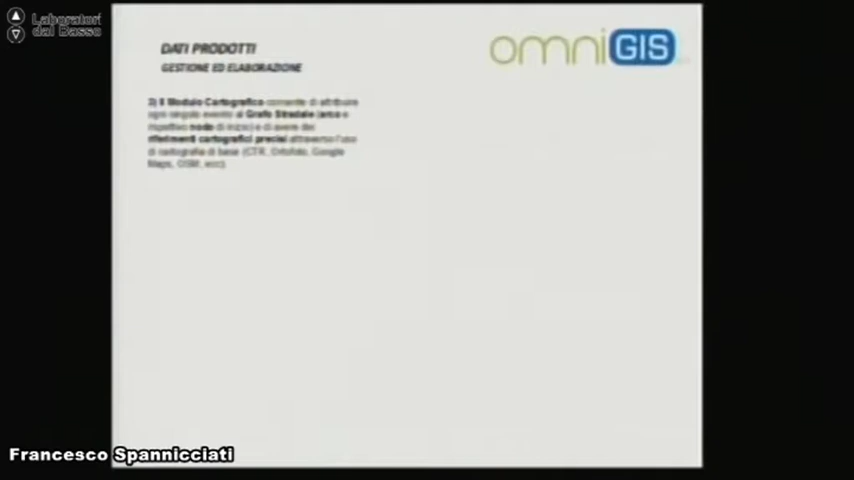 Laboratori
dal Basso
DATI PRODOTTI
GESTIONE ED ELABORAZIONE
omniGIS
3) Il Modulo Cartografico consente di attribuire
ogni singolo evento al Grafo Stradale (arco e
rispettivo nodo di inizio) e di avere dei
riferimenti cartografici precisi attraverso l'uso
di cartografia di base (CTR, Ortofoto, Google
Maps, OSM, ecc)
Francesco Spannicciati